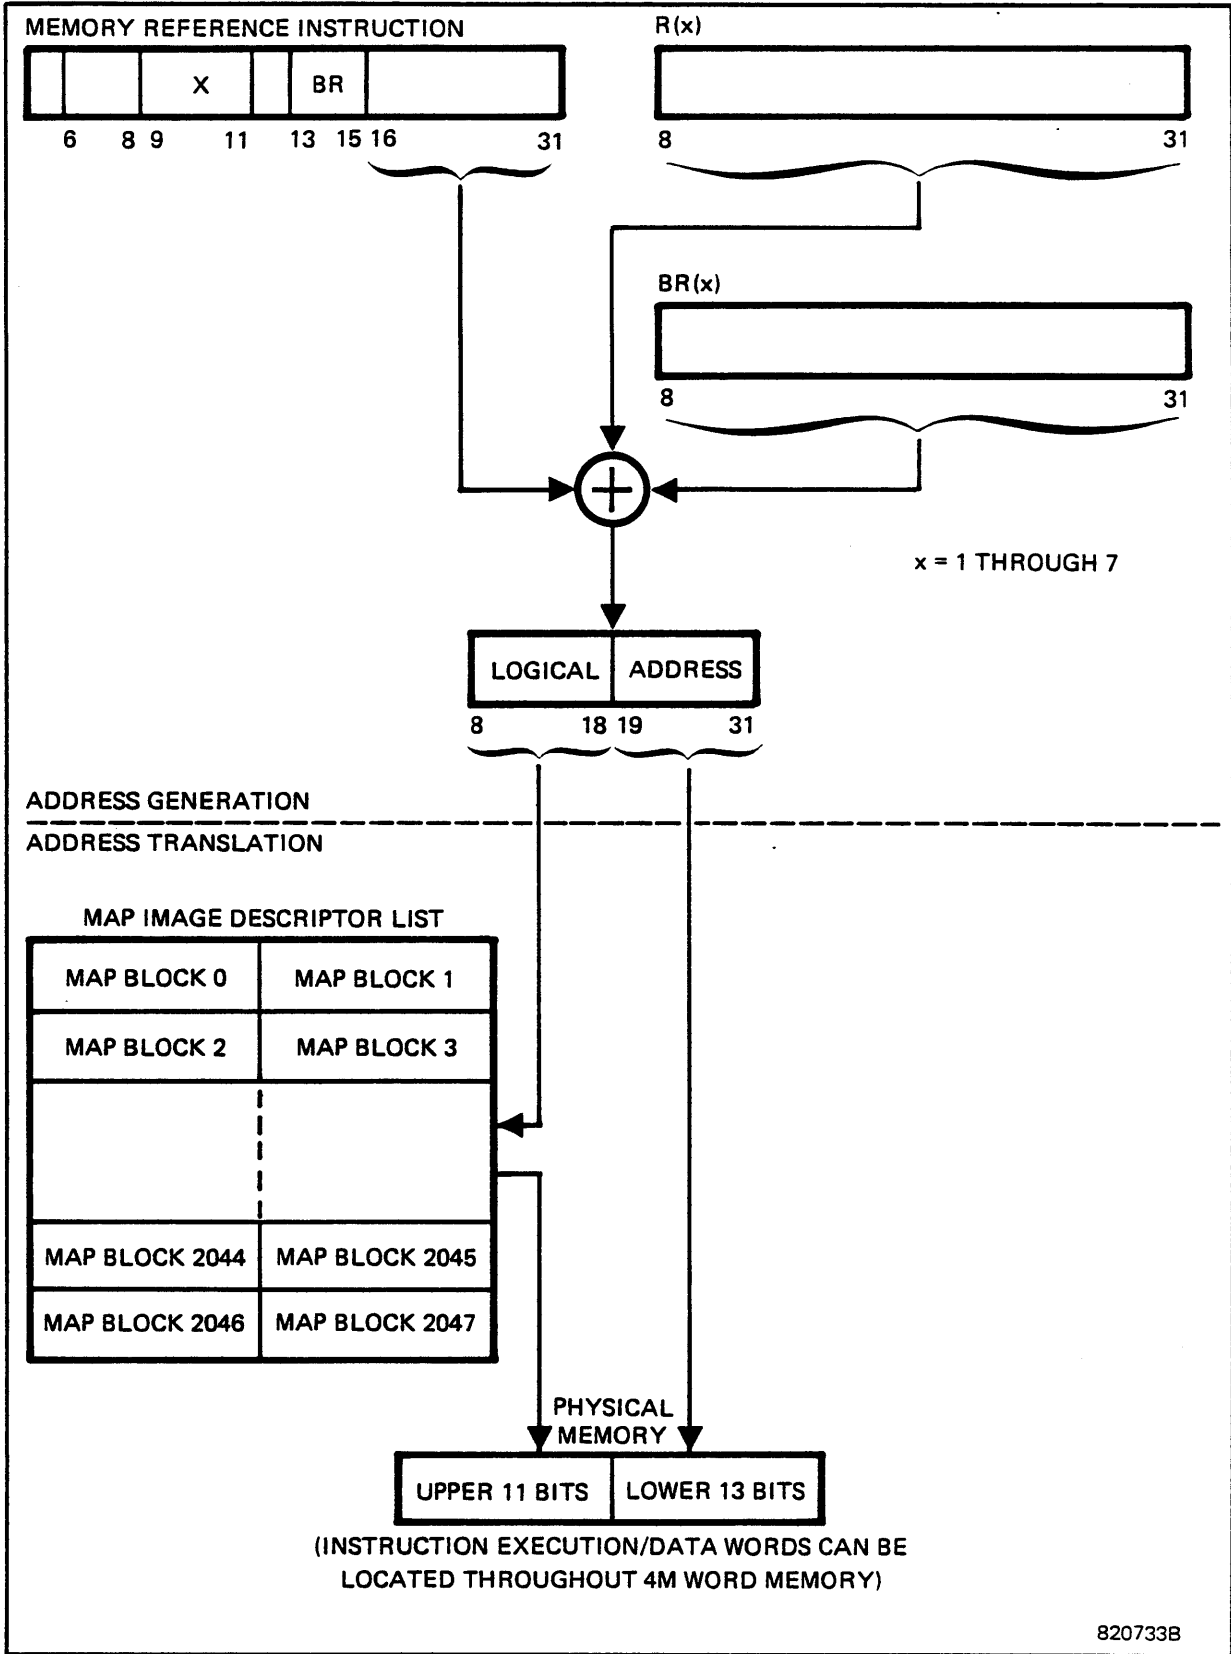 MEMORY REFERENCE INSTRUCTION
R(x)
X BR
6 8 9 11 13 15 16 31
8 31
BR(x)
8 31
x = 1 THROUGH 7
LOGICAL ADDRESS
8 18 19 31
ADDRESS GENERATION
ADDRESS TRANSLATION
MAP IMAGE DESCRIPTOR LIST
MAP BLOCK 0 MAP BLOCK 1
MAP BLOCK 2 MAP BLOCK 3
MAP BLOCK 2044 MAP BLOCK 2045
MAP BLOCK 2046 MAP BLOCK 2047
PHYSICAL
MEMORY
UPPER 11 BITS LOWER 13 BITS
(INSTRUCTION EXECUTION/DATA WORDS CAN BE
LOCATED THROUGHOUT 4M WORD MEMORY)
820733B